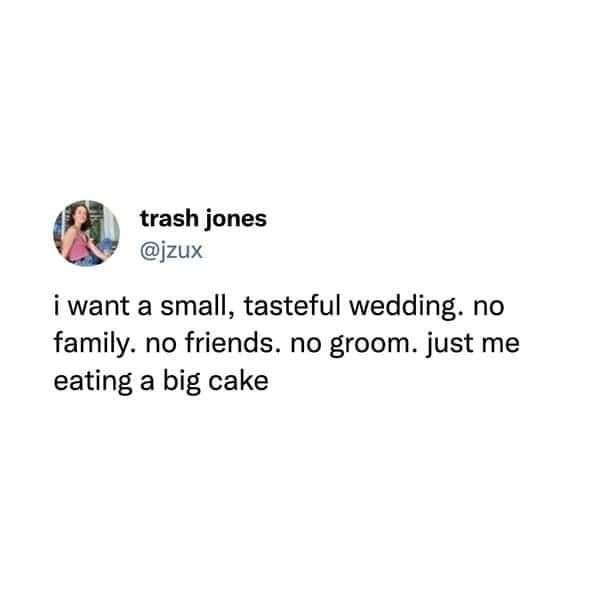 trash jones
@jzux
i want a small, tasteful wedding. no
family. no friends. no groom. just me
eating a big cake